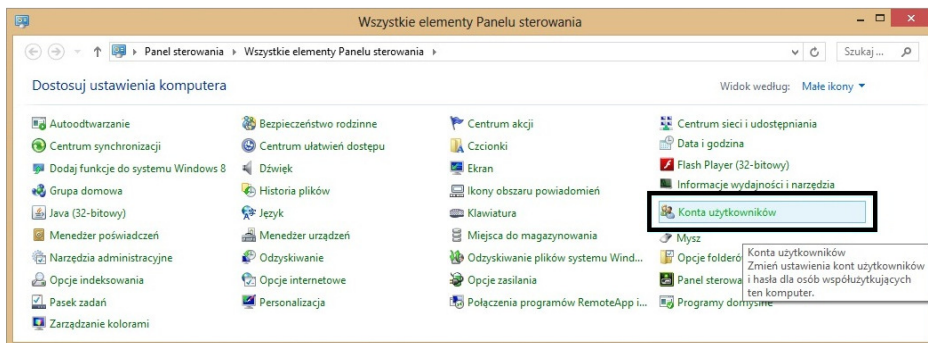 Wszystkie elementy Panelu sterowania
Panel sterowania Wszystkie elementy Panelu sterowania
Szukaj ...
Dostosuj ustawienia komputera
Widok według: Małe ikony
Autoodtwarzanie
Bezpieczeństwo rodzinne
Centrum akcji
Centrum sieci i udostępniania
Centrum synchronizacji
Centrum ułatwień dostępu
Czcionki
Data i godzina
Dodaj funkcje do systemu Windows 8
Dźwięk
Ekran
Flash Player (32-bitowy)
Grupa domowa
Historia plików
Ikony obszaru powiadomień
Informacje wydajności i narzędzia
Java (32-bitowy)
Język
Klawiatura
Konta użytkowników
Menedżer poświadczeń
Menedżer urządzeń
Miejsca do magazynowania
Mysz
Narzędzia administracyjne
Odzyskiwanie
Odzyskiwanie plików systemu Wind...
Opcje folderó
Opcje indeksowania
Opcje internetowe
Opcje zasilania
Panel sterowa
Pasek zadań
Personalizacja
Połączenia programów RemoteApp i...
Programy domyślne
Zarządzanie kolorami
Konta użytkowników
Zmień ustawienia kont użytkowników
i hasła dla osób współużytkujących
ten komputer.